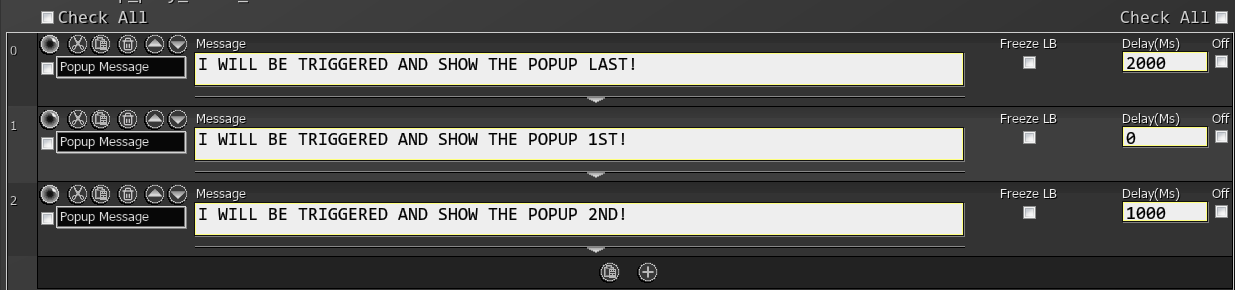 Check All Check All
0 Message Freeze LB Delay(Ms) Off
Popup Message I WILL BE TRIGGERED AND SHOW THE POPUP LAST! 2000
1 Message Freeze LB Delay(Ms) Off
Popup Message I WILL BE TRIGGERED AND SHOW THE POPUP 1ST! 0
2 Message Freeze LB Delay(Ms) Off
Popup Message I WILL BE TRIGGERED AND SHOW THE POPUP 2ND! 1000